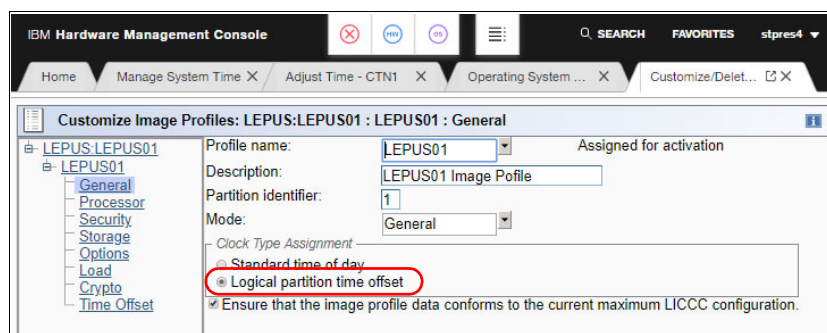 IBM Hardware Management Console
HW
OS
SEARCH FAVORITES stpres4
Home Manage System Time X Adjust Time - CTN1 X Operating System ... X Customize/Delet... X
Customize Image Profiles: LEPUS:LEPUS01 : LEPUS01 : General
LEPUS:LEPUS01
LEPUS01
General
Processor
Security
Storage
Options
Load
Crypto
Time Offset
Profile name: LEPUS01 Assigned for activation
Description: LEPUS01 Image Pofile
Partition identifier: 1
Mode: General
Clock Type Assignment
Standard time of day
Logical partition time offset
Ensure that the image profile data conforms to the current maximum LICCC configuration.